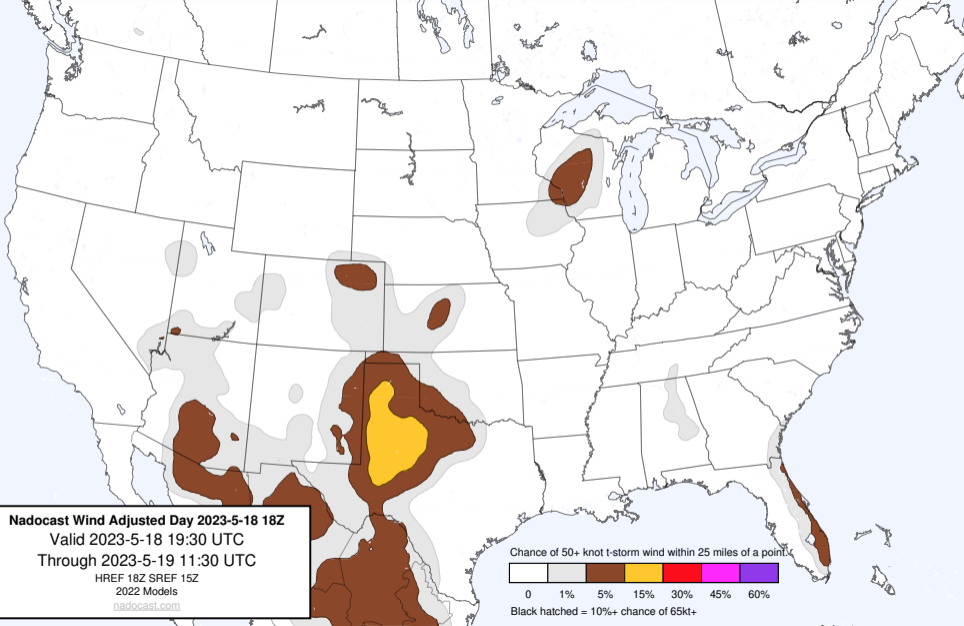 Nadocast Wind Adjusted Day 2023-5-18 18Z
Valid 2023-5-18 19:30 UTC
Through 2023-5-19 11:30 UTC
HREF 18Z SREF 15Z
2022 Models
nadocast.com
Chance of 50+ knot t-storm wind within 25 miles of a point.
0 1% 5% 15% 30% 45% 60%
Black hatched = 10%+ chance of 65kt+